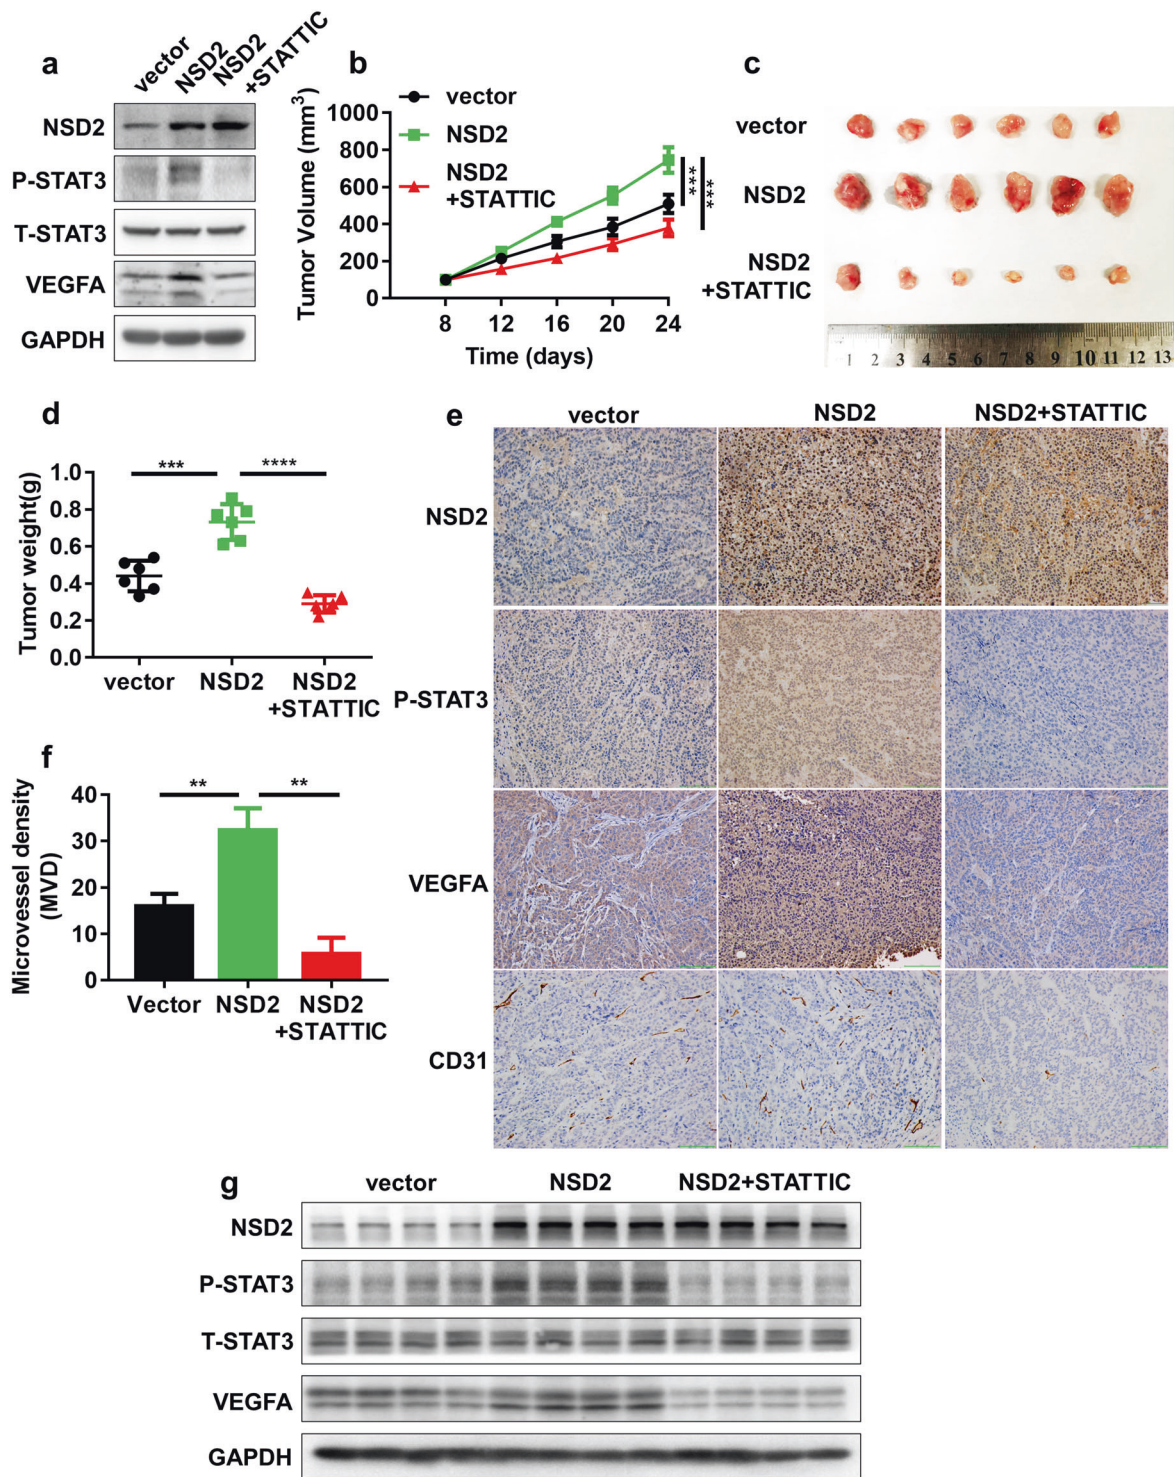 a
vector
NSD2
NSD2
+STATTIC
NSD2
P-STAT3
T-STAT3
VEGFA
GAPDH
b
vector
NSD2
NSD2
+STATTIC
Tumor Volume (mm³)
1000
800
600
400
200
0
8 12 16 20 24
Time (days)
***
***
c
vector
NSD2
NSD2
+STATTIC
1 2 3 4 5 6 7 8 9 10 11 12 13
d
Tumor weight(g)
1.0
0.8
0.6
0.4
0.2
0.0
*** ****
vector NSD2 NSD2
+STATTIC
e
vector NSD2 NSD2+STATTIC
NSD2
P-STAT3
VEGFA
CD31
f
Microvessel density
(MVD)
40
30
20
10
0
** **
Vector NSD2 NSD2
+STATTIC
g
vector NSD2 NSD2+STATTIC
NSD2
P-STAT3
T-STAT3
VEGFA
GAPDH